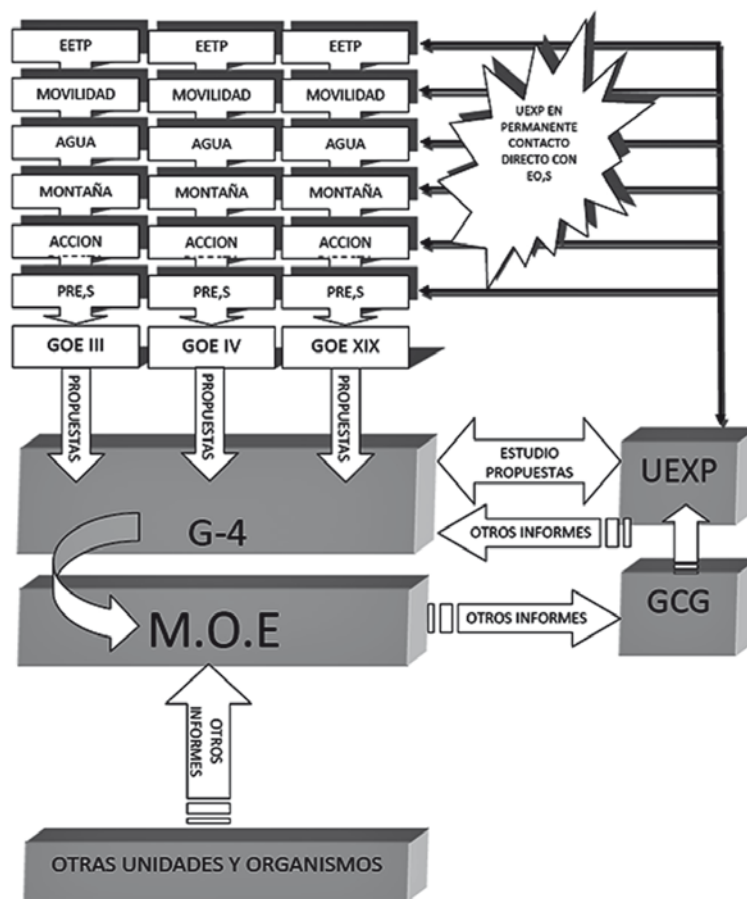 EETP EETP EETP
MOVILIDAD MOVILIDAD MOVILIDAD
AGUA AGUA AGUA
MONTAÑA MONTAÑA MONTAÑA
ACCION ACCION ACCION
PRE,S PRE,S PRE,S
GOE III GOE IV GOE XIX
UEXP EN
PERMANENTE
CONTACTO
DIRECTO CON
EO,S
PROPUESTAS PROPUESTAS PROPUESTAS
G-4
ESTUDIO
PROPUESTAS
UEXP
OTROS INFORMES
M.O.E
OTROS INFORMES
GCG
OTROS
INFORMES
OTRAS UNIDADES Y ORGANISMOS